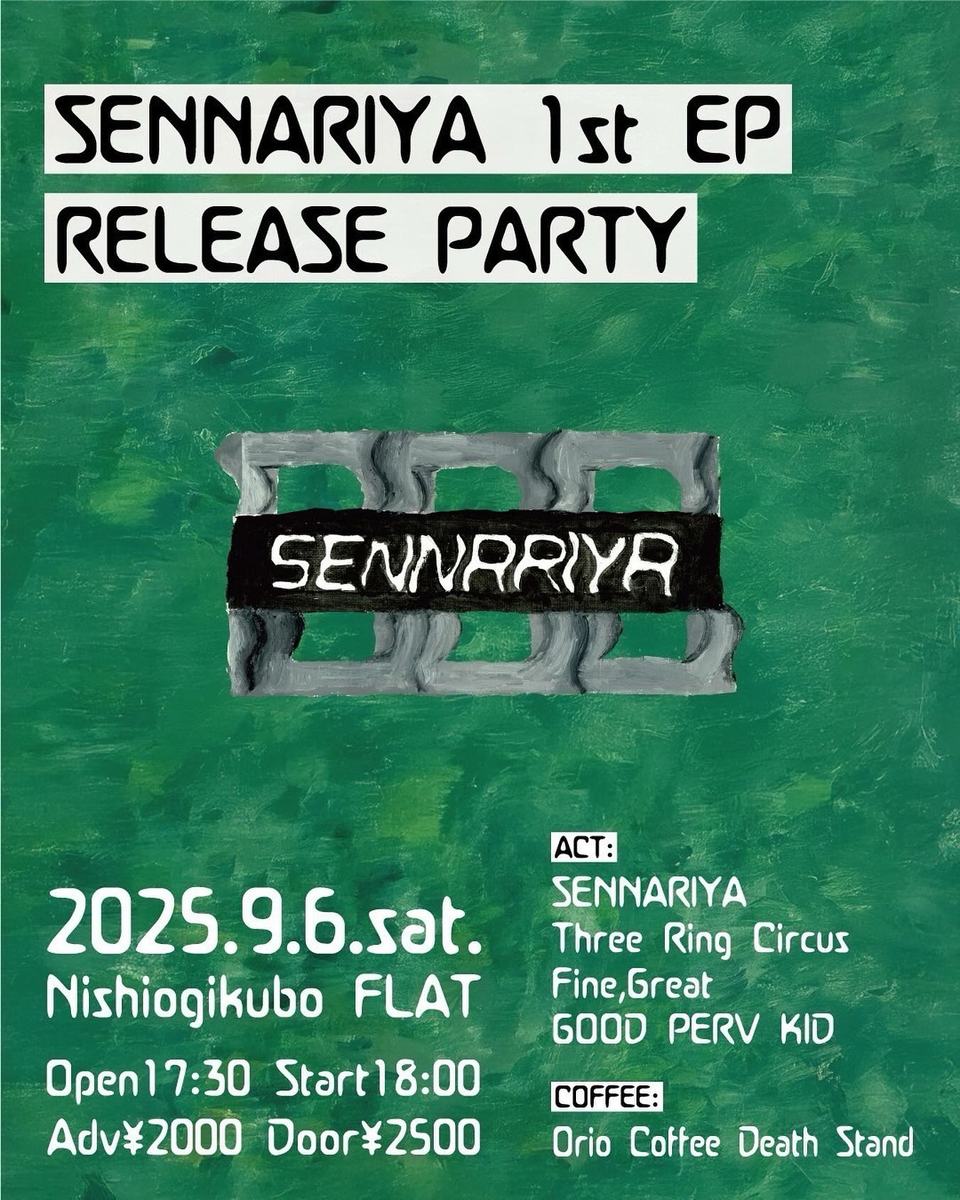 SENNARIYA 1st EP
RELEASE PARTY
SENNARIYA
2025.9.6.sat.
Nishiogikubo FLAT
Open17:30 Start18:00
Adv¥2000 Door¥2500
ACT:
SENNARIYA
Three Ring Circus
Fine,Great
GOOD PERV KID
COFFEE:
Orio Coffee Death Stand